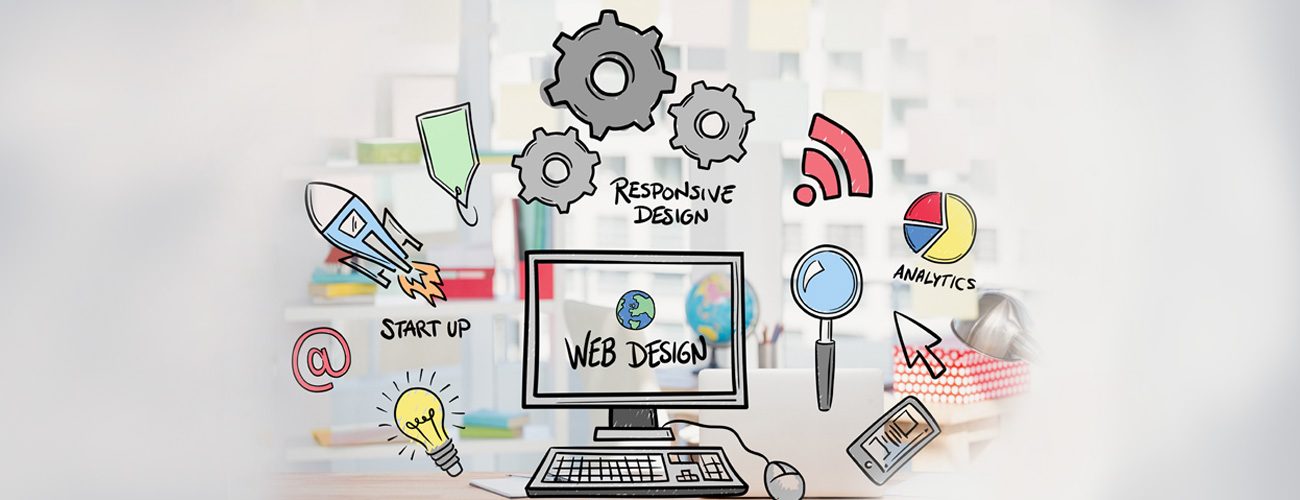 RESPONSIVE
DESIGN
ANALYTICS
START UP
@
WEB DESIGN